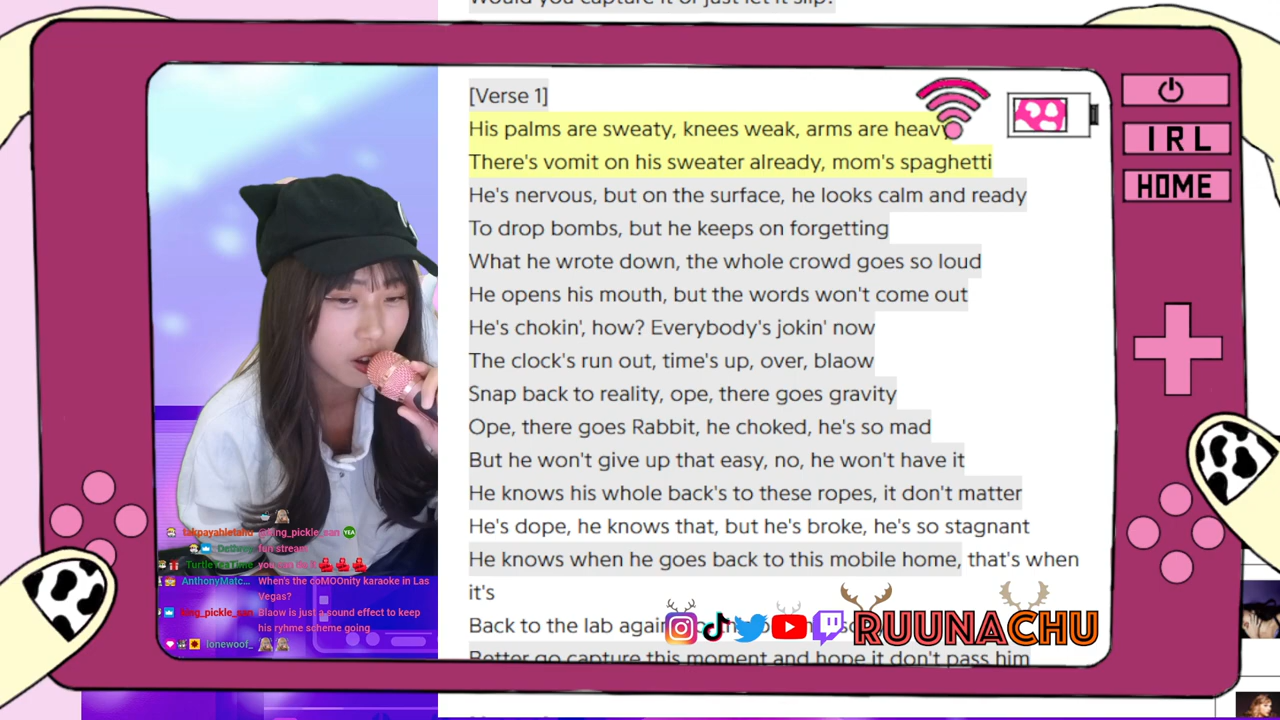 Would you capture it or just let it slip?
[Verse 1]
His palms are sweaty, knees weak, arms are heavy
There's vomit on his sweater already, mom's spaghetti
He's nervous, but on the surface, he looks calm and ready
To drop bombs, but he keeps on forgetting
What he wrote down, the whole crowd goes so loud
He opens his mouth, but the words won't come out
He's chokin', how? Everybody's jokin' now
The clock's run out, time's up, over, blaow
Snap back to reality, ope, there goes gravity
Ope, there goes Rabbit, he choked, he's so mad
But he won't give up that easy, no, he won't have it
He knows his whole back's to these ropes, it don't matter
He's dope, he knows that, but he's broke, he's so stagnant
He knows when he goes back to this mobile home, that's when
it's
Back to the lab again
Better go capture this moment and hope it don't pass him
IRL
HOME
RUUNACHU
YEA
fun stream
AnthonyMatc... When's the coMOOnity karaoke in Las
Vegas?
king_pickle_san Blaow is just a sound effect to keep
his ryhme scheme going
lonewoof_